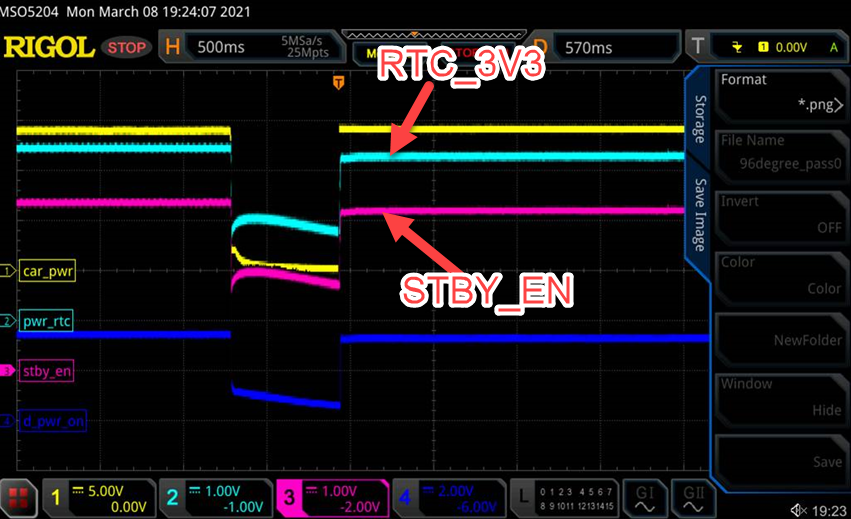 MSO5204 Mon March 08 19:24:07 2021
RIGOL STOP H 500ms 5MSa/s 25Mpts D 570ms T 1 0.00V A
RTC_3V3
T
Format
*.png
Storage
File Name
96degree_pass0
Save Image
Invert
OFF
STBY_EN
Color
Color
1 car_pwr
2 pwr_rtc
NewFolder
3 stby_en
Window
Hide
d_pwr_on
Save
1 5.00V 0.00V
2 1.00V -1.00V
3 1.00V -2.00V
4 2.00V -6.00V
L 0 1 2 3 4 5 6 7
8 9 10 11 12 13 14 15
GI GII
19:23